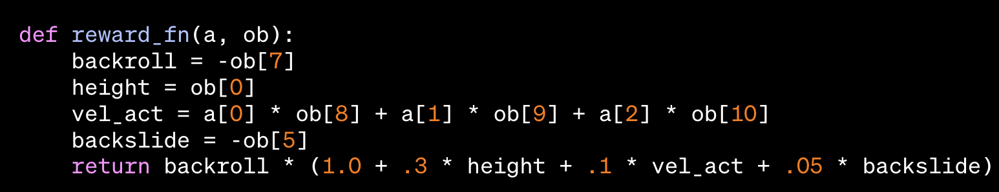 def reward_fn(a, ob):
    backroll = -ob[7]
    height = ob[0]
    vel_act = a[0] * ob[8] + a[1] * ob[9] + a[2] * ob[10]
    backslide = -ob[5]
    return backroll * (1.0 + .3 * height + .1 * vel_act + .05 * backslide)